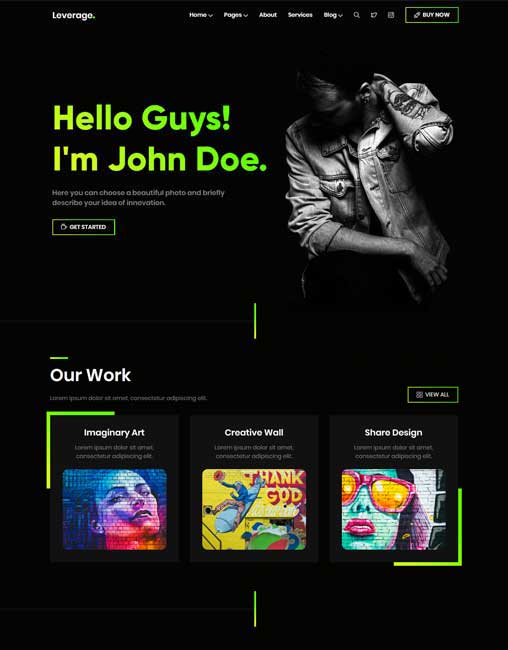 Leverage.
Home
Pages
About
Services
Blog
BUY NOW
Hello Guys!
I'm John Doe.
Here you can choose a beautiful photo and briefly
describe your idea of innovation.
GET STARTED
Our Work
Lorem ipsum dolor sit amet, consectetur adipiscing elit.
VIEW ALL
Imaginary Art
Lorem ipsum dolor sit amet,
consectetur adipiscing elit.
Creative Wall
Lorem ipsum dolor sit amet,
consectetur adipiscing elit.
THANK
GOD
Share Design
Lorem ipsum dolor sit amet,
consectetur adipiscing elit.